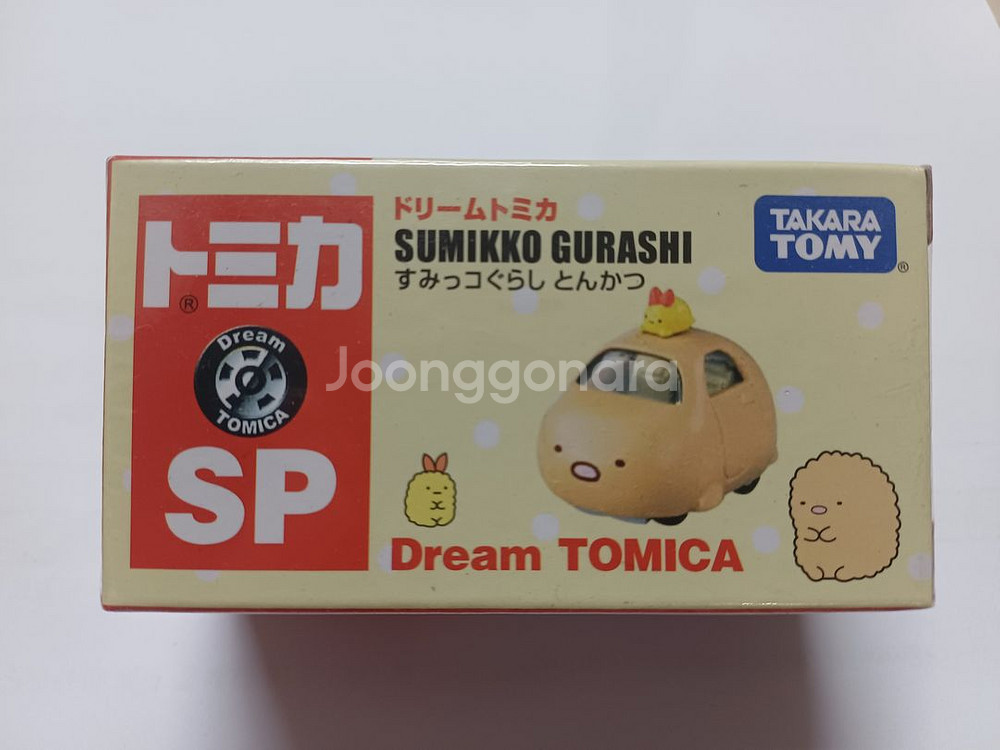 トミカ
®
Dream
TOMICA
SP
ドリームトミカ
SUMIKKO GURASHI
すみっコぐらし とんかつ
TAKARA
TOMY
®
Joonggonara
Dream TOMICA